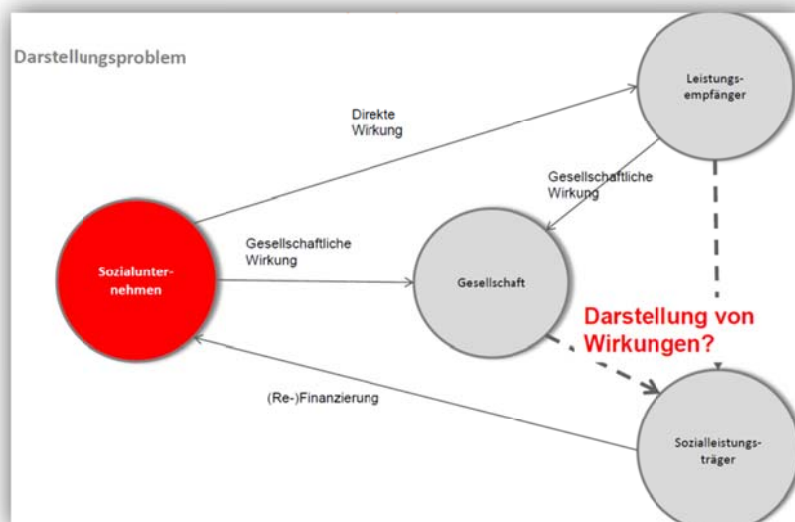 Darstellungsproblem
Leistungs-
empfänger
Direkte
Wirkung
Gesellschaftliche
Wirkung
Gesellschaftliche
Wirkung
Sozialunter-
nehmen
Gesellschaft
Darstellung von
Wirkungen?
(Re-)Finanzierung
Sozialleistungs-
träger